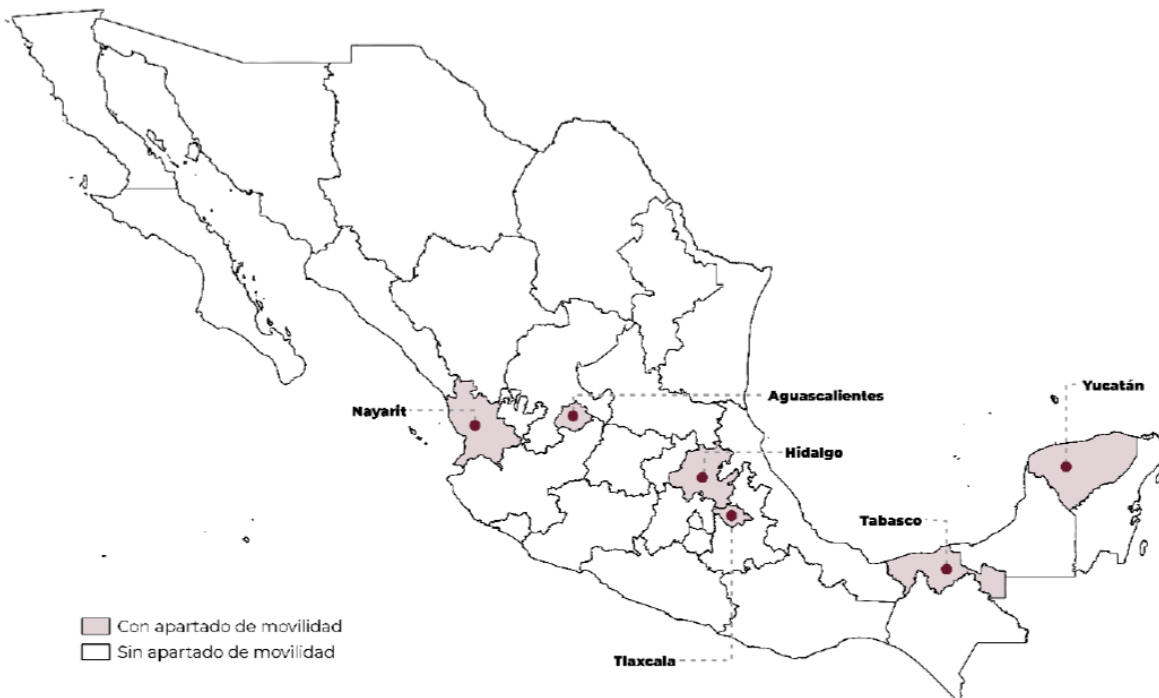 Yucatán
Aguascalientes
Nayarit
Hidalgo
Tabasco
Con apartado de movilidad
Sin apartado de movilidad
Tlaxcala